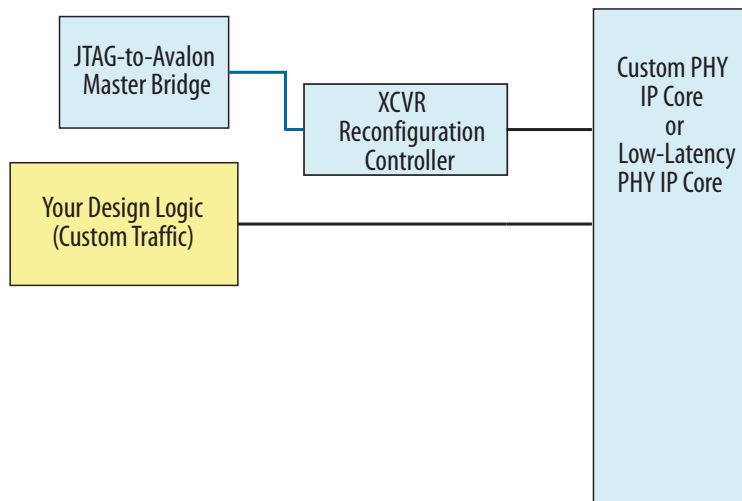 JTAG-to-Avalon
Master Bridge
XCVR
Reconfiguration
Controller
Custom PHY
IP Core
or
Low-Latency
PHY IP Core
Your Design Logic
(Custom Traffic)